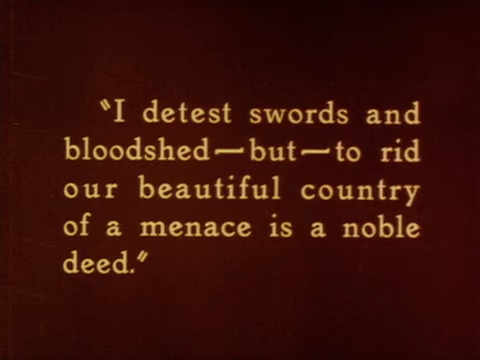 "I detest swords and
bloodshed—but—to rid
our beautiful country
of a menace is a noble
deed."